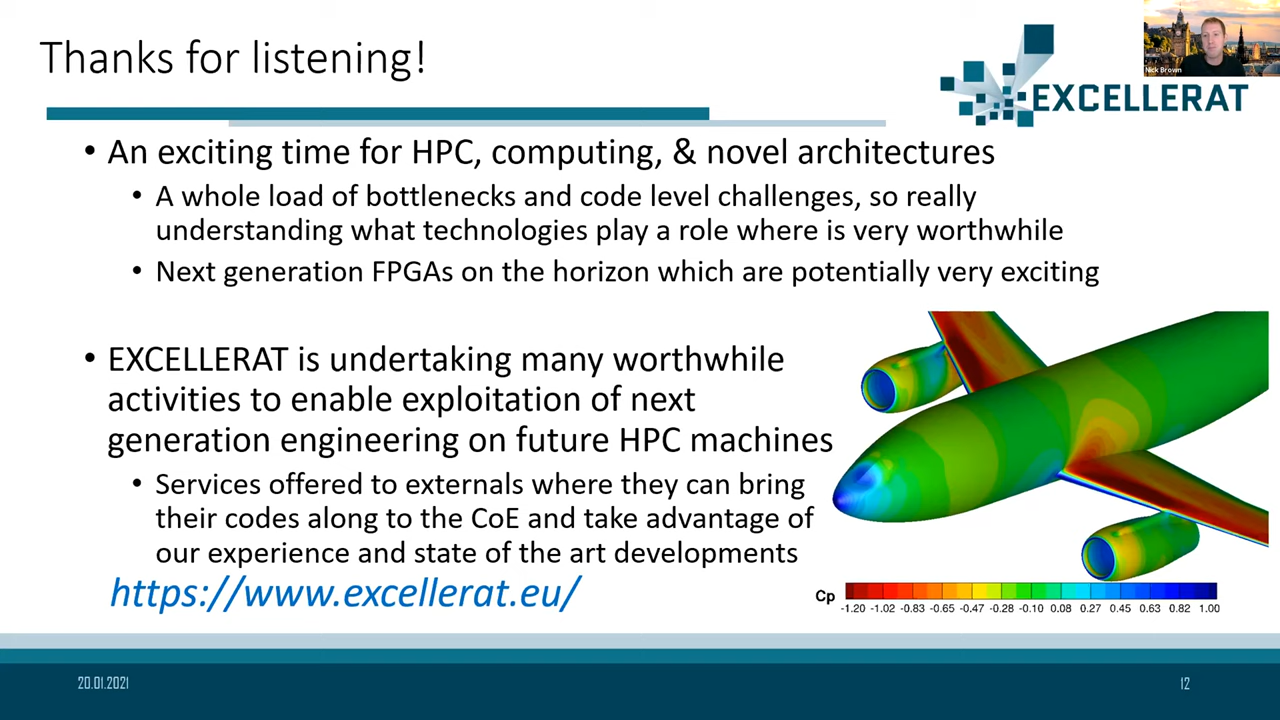 Thanks for listening!
Nick Brown
EXCELLERAT
• An exciting time for HPC, computing, & novel architectures
• A whole load of bottlenecks and code level challenges, so really
understanding what technologies play a role where is very worthwhile
• Next generation FPGAs on the horizon which are potentially very exciting
• EXCELLERAT is undertaking many worthwhile
activities to enable exploitation of next
generation engineering on future HPC machines
• Services offered to externals where they can bring
their codes along to the CoE and take advantage of
our experience and state of the art developments
https://www.excellerat.eu/
Cp
-1.20 -1.02 -0.83 -0.65 -0.47 -0.28 -0.10 0.08 0.27 0.45 0.63 0.82 1.00
20.01.2021
12